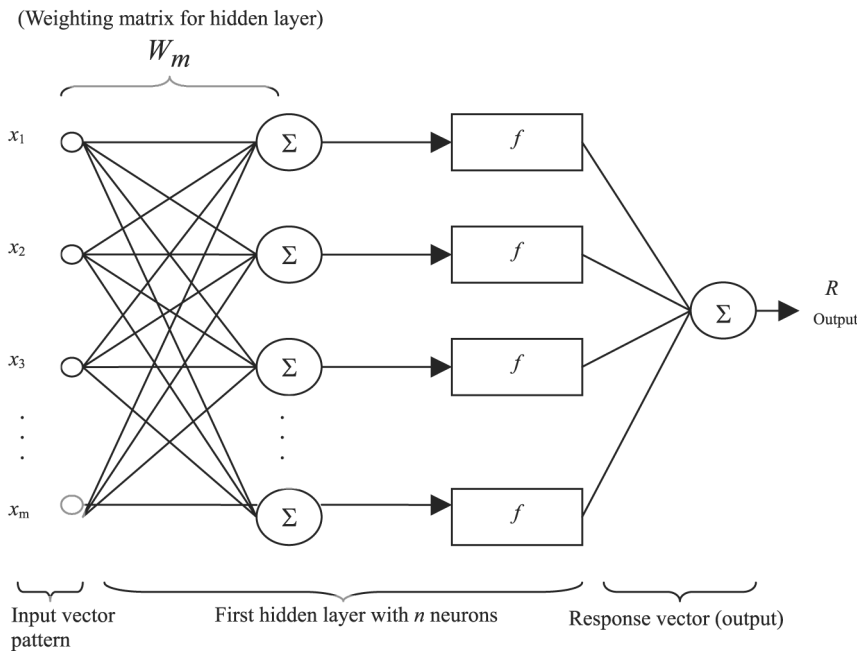 (Weighting matrix for hidden layer)
Wm
x1
Σ
f
x2
Σ
f
R
Σ
Output
x3
Σ
f
xm
Σ
f
Input vector
pattern
First hidden layer with n neurons
Response vector (output)